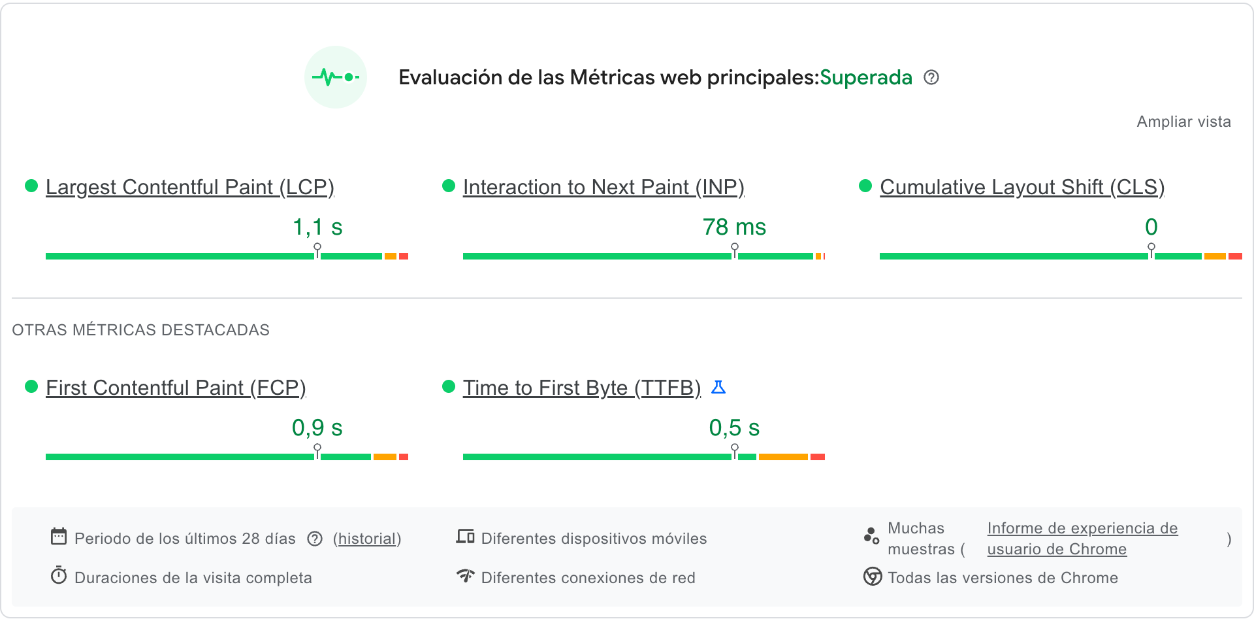 Evaluación de las Métricas web principales:Superada
Ampliar vista
Largest Contentful Paint (LCP)
1,1 s
Interaction to Next Paint (INP)
78 ms
Cumulative Layout Shift (CLS)
0
OTRAS MÉTRICAS DESTACADAS
First Contentful Paint (FCP)
0,9 s
Time to First Byte (TTFB)
0,5 s
Periodo de los últimos 28 días (historial)
Diferentes dispositivos móviles
Muchas muestras ( Informe de experiencia de usuario de Chrome )
Duraciones de la visita completa
Diferentes conexiones de red
Todas las versiones de Chrome